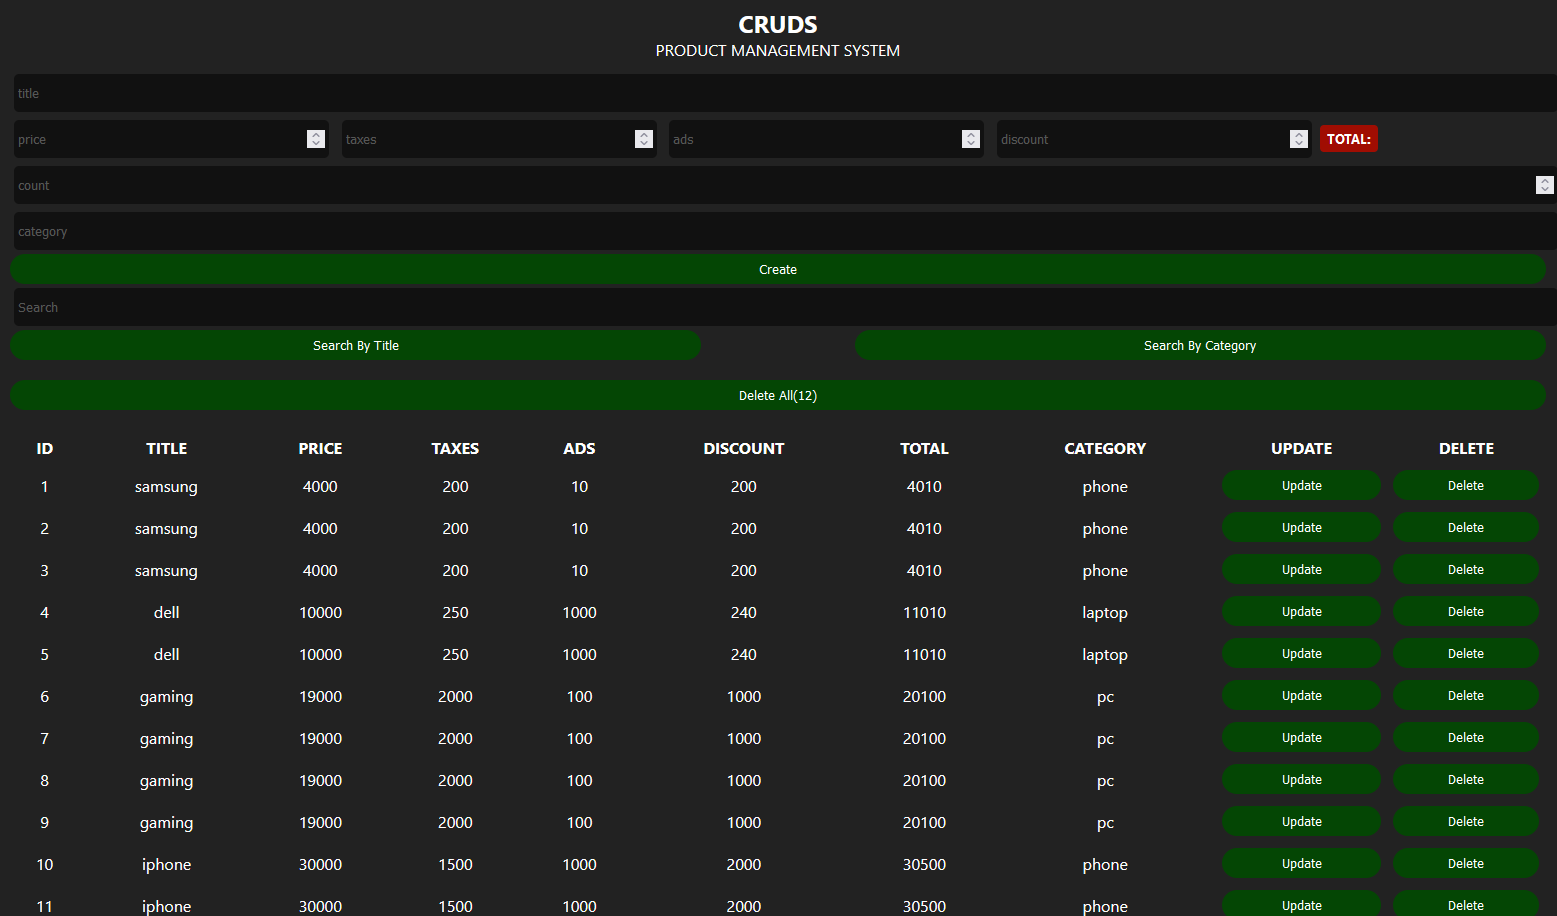 CRUDS
PRODUCT MANAGEMENT SYSTEM
title
price taxes ads discount TOTAL:
count
category
Create
Search
Search By Title Search By Category
Delete All(12)
ID TITLE PRICE TAXES ADS DISCOUNT TOTAL CATEGORY UPDATE DELETE
1 samsung 4000 200 10 200 4010 phone Update Delete
2 samsung 4000 200 10 200 4010 phone Update Delete
3 samsung 4000 200 10 200 4010 phone Update Delete
4 dell 10000 250 1000 240 11010 laptop Update Delete
5 dell 10000 250 1000 240 11010 laptop Update Delete
6 gaming 19000 2000 100 1000 20100 pc Update Delete
7 gaming 19000 2000 100 1000 20100 pc Update Delete
8 gaming 19000 2000 100 1000 20100 pc Update Delete
9 gaming 19000 2000 100 1000 20100 pc Update Delete
10 iphone 30000 1500 1000 2000 30500 phone Update Delete
11 iphone 30000 1500 1000 2000 30500 phone Update Delete